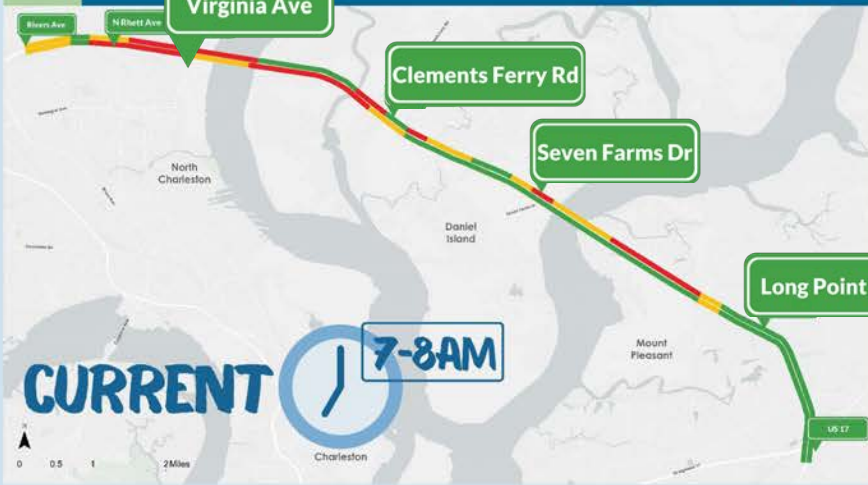 Virginia Ave
Rivers Ave
N Rhett Ave
Clements Ferry Rd
Seven Farms Dr
North
Charleston
Daniel
Island
Long Point
Mount
Pleasant
CURRENT
7-8AM
US 17
Charleston
0 0.5 1 2Miles